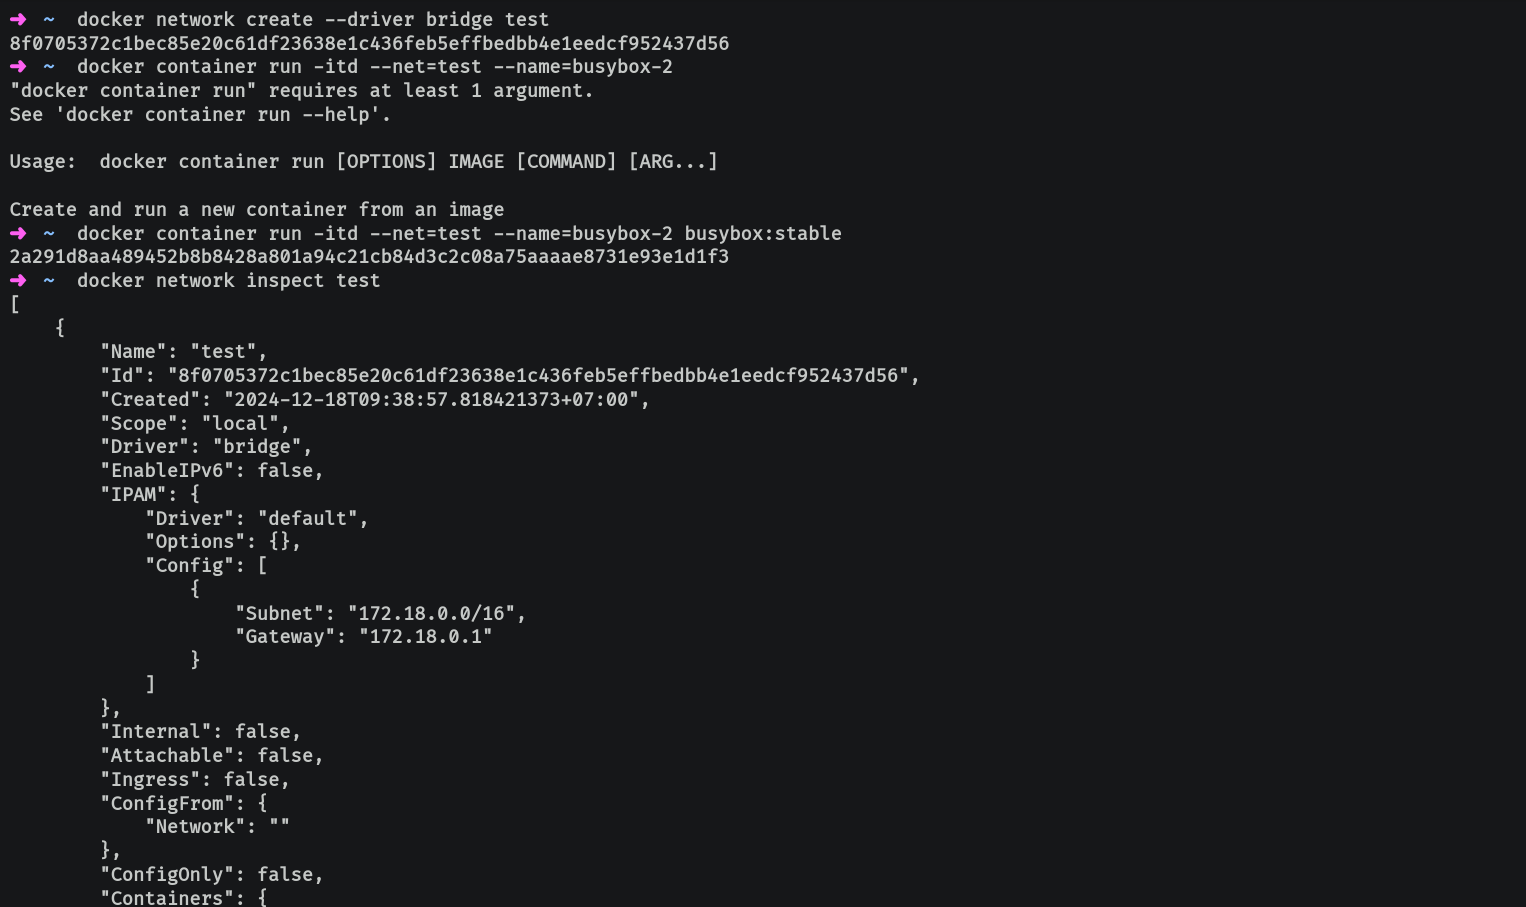 ➜ ~ docker network create --driver bridge test
8f0705372c1bec85e20c61df23638e1c436feb5effbedbb4e1eedcf952437d56
➜ ~ docker container run -itd --net=test --name=busybox-2
"docker container run" requires at least 1 argument.
See 'docker container run --help'.
Usage:  docker container run [OPTIONS] IMAGE [COMMAND] [ARG...]
Create and run a new container from an image
➜ ~ docker container run -itd --net=test --name=busybox-2 busybox:stable
2a291d8aa489452b8b8428a801a94c21cb84d3c2c08a75aaaae8731e93e1d1f3
➜ ~ docker network inspect test
[
    {
        "Name": "test",
        "Id": "8f0705372c1bec85e20c61df23638e1c436feb5effbedbb4e1eedcf952437d56",
        "Created": "2024-12-18T09:38:57.818421373+07:00",
        "Scope": "local",
        "Driver": "bridge",
        "EnableIPv6": false,
        "IPAM": {
            "Driver": "default",
            "Options": {},
            "Config": [
                {
                    "Subnet": "172.18.0.0/16",
                    "Gateway": "172.18.0.1"
                }
            ]
        },
        "Internal": false,
        "Attachable": false,
        "Ingress": false,
        "ConfigFrom": {
            "Network": ""
        },
        "ConfigOnly": false,
        "Containers": {